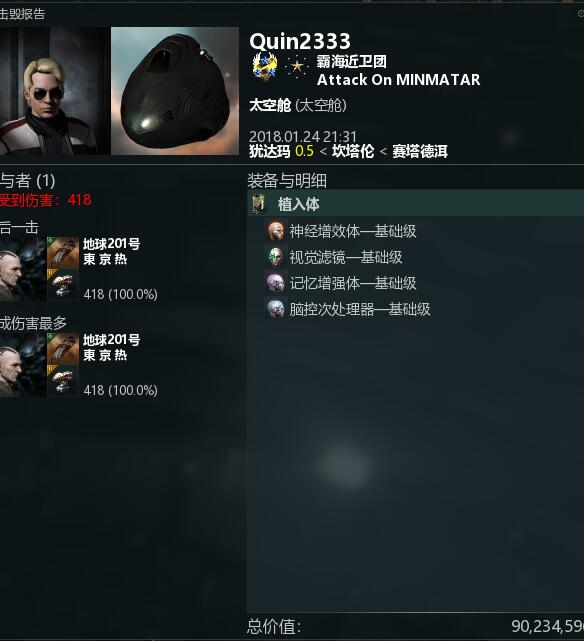 击毁报告
Quin2333
霸海近卫团
Attack On MINMATAR
太空舱 (太空舱)
2018.01.24 21:31
犹达玛 0.5 < 坎塔伦 < 赛塔德洱
与者 (1)
受到伤害: 418
后一击
地球201号
東 京 热
418 (100.0%)
成伤害最多
地球201号
東 京 热
418 (100.0%)
装备与明细
植入体
神经增效体—基础级
视觉滤镜—基础级
记忆增强体—基础级
脑控次处理器—基础级
总价值:
90,234,59